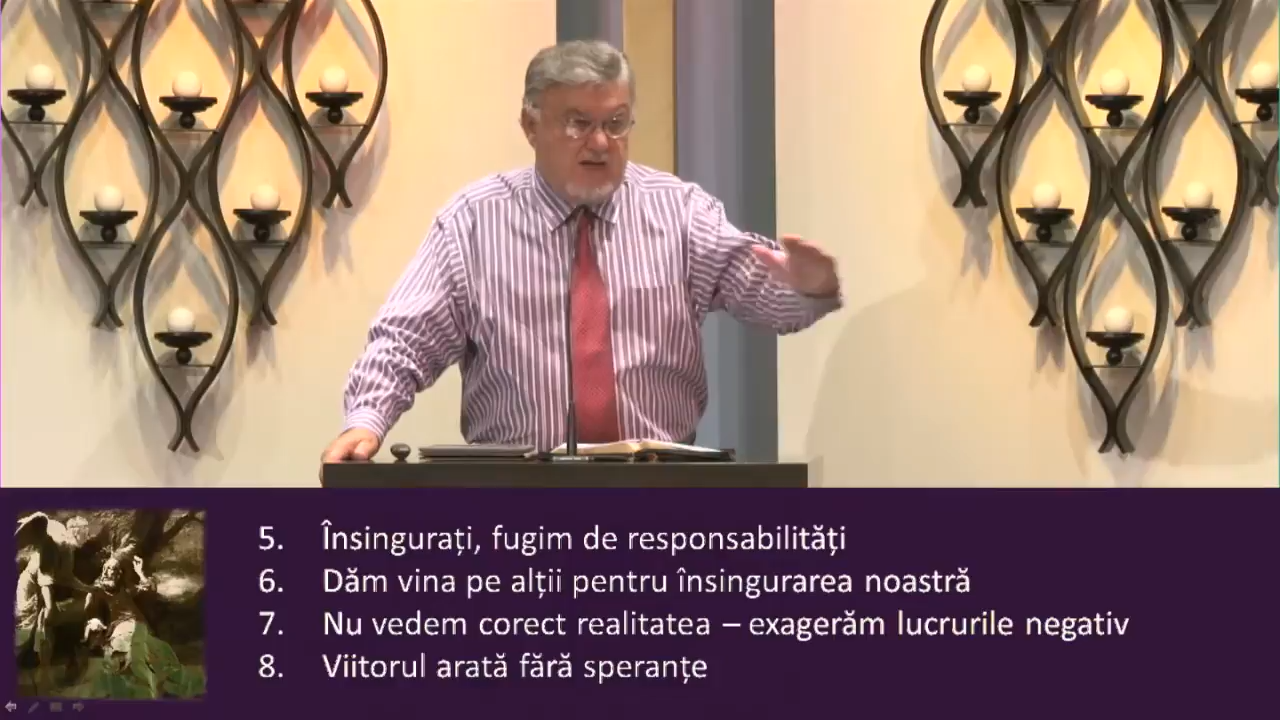 5. Însingurați, fugim de responsabilități
6. Dăm vina pe alții pentru însingurarea noastră
7. Nu vedem corect realitatea – exagerăm lucrurile negativ
8. Viitorul arată fără speranțe